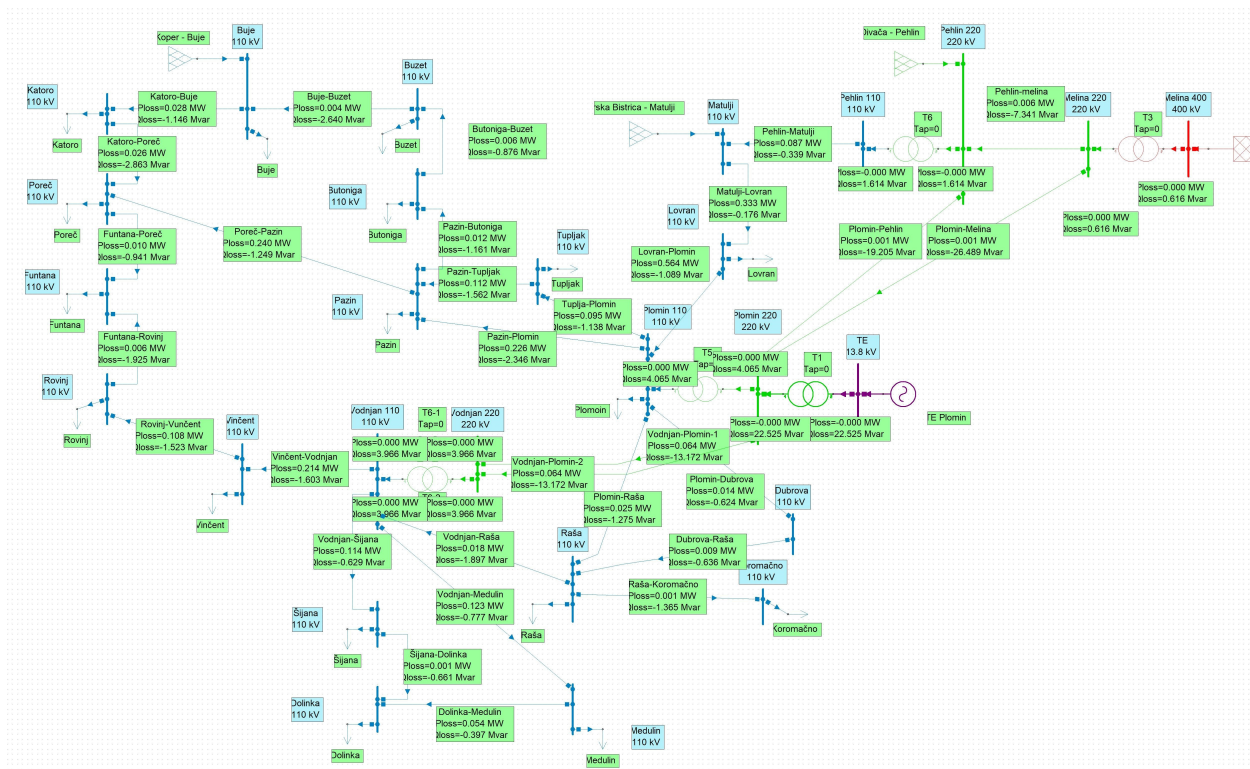 Koper - Buje
Buje
110 kV
Buzet
110 kV
Katoro
110 kV
Katoro-Buje
Ploss=0.028 MW
Qloss=-1.146 Mvar
Buje-Buzet
Ploss=0.004 MW
Qloss=-2.640 Mvar
Katoro
Buje
Buzet
Butoniga-Buzet
Ploss=0.006 MW
Qloss=-0.876 Mvar
Katoro-Poreč
Ploss=0.026 MW
Qloss=-2.863 Mvar
Poreč
110 kV
Poreč
Butoniga
110 kV
Butoniga
Funtana-Poreč
Ploss=0.010 MW
Qloss=-0.941 Mvar
Poreč-Pazin
Ploss=0.240 MW
Qloss=-1.249 Mvar
Pazin-Butoniga
Ploss=0.012 MW
Qloss=-1.161 Mvar
Tupljak
110 kV
Funtana
110 kV
Funtana
Pazin-Tupljak
Ploss=0.112 MW
Qloss=-1.562 Mvar
Tupljak
Pazin
110 kV
Pazin
Tuplja-Plomin
Ploss=0.095 MW
Qloss=-1.138 Mvar
Pazin-Plomin
Ploss=0.226 MW
Qloss=-2.346 Mvar
Funtana-Rovinj
Ploss=0.006 MW
Qloss=-1.925 Mvar
Rovinj
110 kV
Rovinj
Rovinj-Vunčent
Ploss=0.108 MW
Qloss=-1.523 Mvar
Vinčent
110 kV
Vinčent
Vinčent-Vodnjan
Ploss=0.214 MW
Qloss=-1.603 Mvar
Divača - Pehlin
Pehlin 220
220 kV
rska Bistrica - Matulji
Matulji
110 kV
Pehlin-Matulji
Ploss=0.087 MW
Qloss=-0.339 Mvar
Pehlin 110
110 kV
T6
Tap=0
Pehlin-melina
Ploss=0.006 MW
Qloss=-7.341 Mvar
Melina 220
220 kV
T3
Tap=0
Melina 400
400 kV
Ploss=-0.000 MW
Qloss=1.614 Mvar
Ploss=-0.000 MW
Qloss=1.614 Mvar
Ploss=0.000 MW
Qloss=0.616 Mvar
Ploss=0.000 MW
Qloss=0.616 Mvar
Matulji-Lovran
Ploss=0.333 MW
Qloss=-0.176 Mvar
Lovran
110 kV
Lovran
Lovran-Plomin
Ploss=0.564 MW
Qloss=-1.089 Mvar
Plomin-Pehlin
Ploss=0.001 MW
Qloss=-19.205 Mvar
Plomin-Melina
Ploss=0.001 MW
Qloss=-26.489 Mvar
Plomin 110
110 kV
Plomin 220
220 kV
TE
13.8 kV
T5
Tap=
Ploss=0.000 MW
Qloss=4.065 Mvar
Ploss=0.000 MW
Qloss=4.065 Mvar
T1
Tap=0
Plomoin
TE Plomin
Ploss=-0.000 MW
Qloss=22.525 Mvar
Ploss=-0.000 MW
Qloss=22.525 Mvar
Vodnjan 110
110 kV
T6-1
Tap=0
Vodnjan 220
220 kV
Ploss=0.000 MW
Qloss=3.966 Mvar
Ploss=0.000 MW
Qloss=3.966 Mvar
Vodnjan-Plomin-1
Ploss=0.064 MW
Qloss=-13.172 Mvar
Vodnjan-Plomin-2
Ploss=0.064 MW
Qloss=-13.172 Mvar
Ploss=0.000 MW
Qloss=3.966 Mvar
Ploss=0.000 MW
Qloss=3.966 Mvar
Plomin-Raša
Ploss=0.025 MW
Qloss=-1.275 Mvar
Plomin-Dubrova
Ploss=0.014 MW
Qloss=-0.624 Mvar
Dubrova
110 kV
Vodnjan-Šijana
Ploss=0.114 MW
Qloss=-0.629 Mvar
Vodnjan-Raša
Ploss=0.018 MW
Qloss=-1.897 Mvar
Raša
110 kV
Dubrova-Raša
Ploss=0.009 MW
Qloss=-0.636 Mvar
Koromačno
110 kV
Raša-Koromačno
Ploss=0.001 MW
Qloss=-1.365 Mvar
Vodnjan-Medulin
Ploss=0.123 MW
Qloss=-0.777 Mvar
Raša
Koromačno
Šijana
110 kV
Šijana
Šijana-Dolinka
Ploss=0.001 MW
Qloss=-0.661 Mvar
Dolinka
110 kV
Dolinka
Dolinka-Medulin
Ploss=0.054 MW
Qloss=-0.397 Mvar
Medulin
110 kV
Medulin